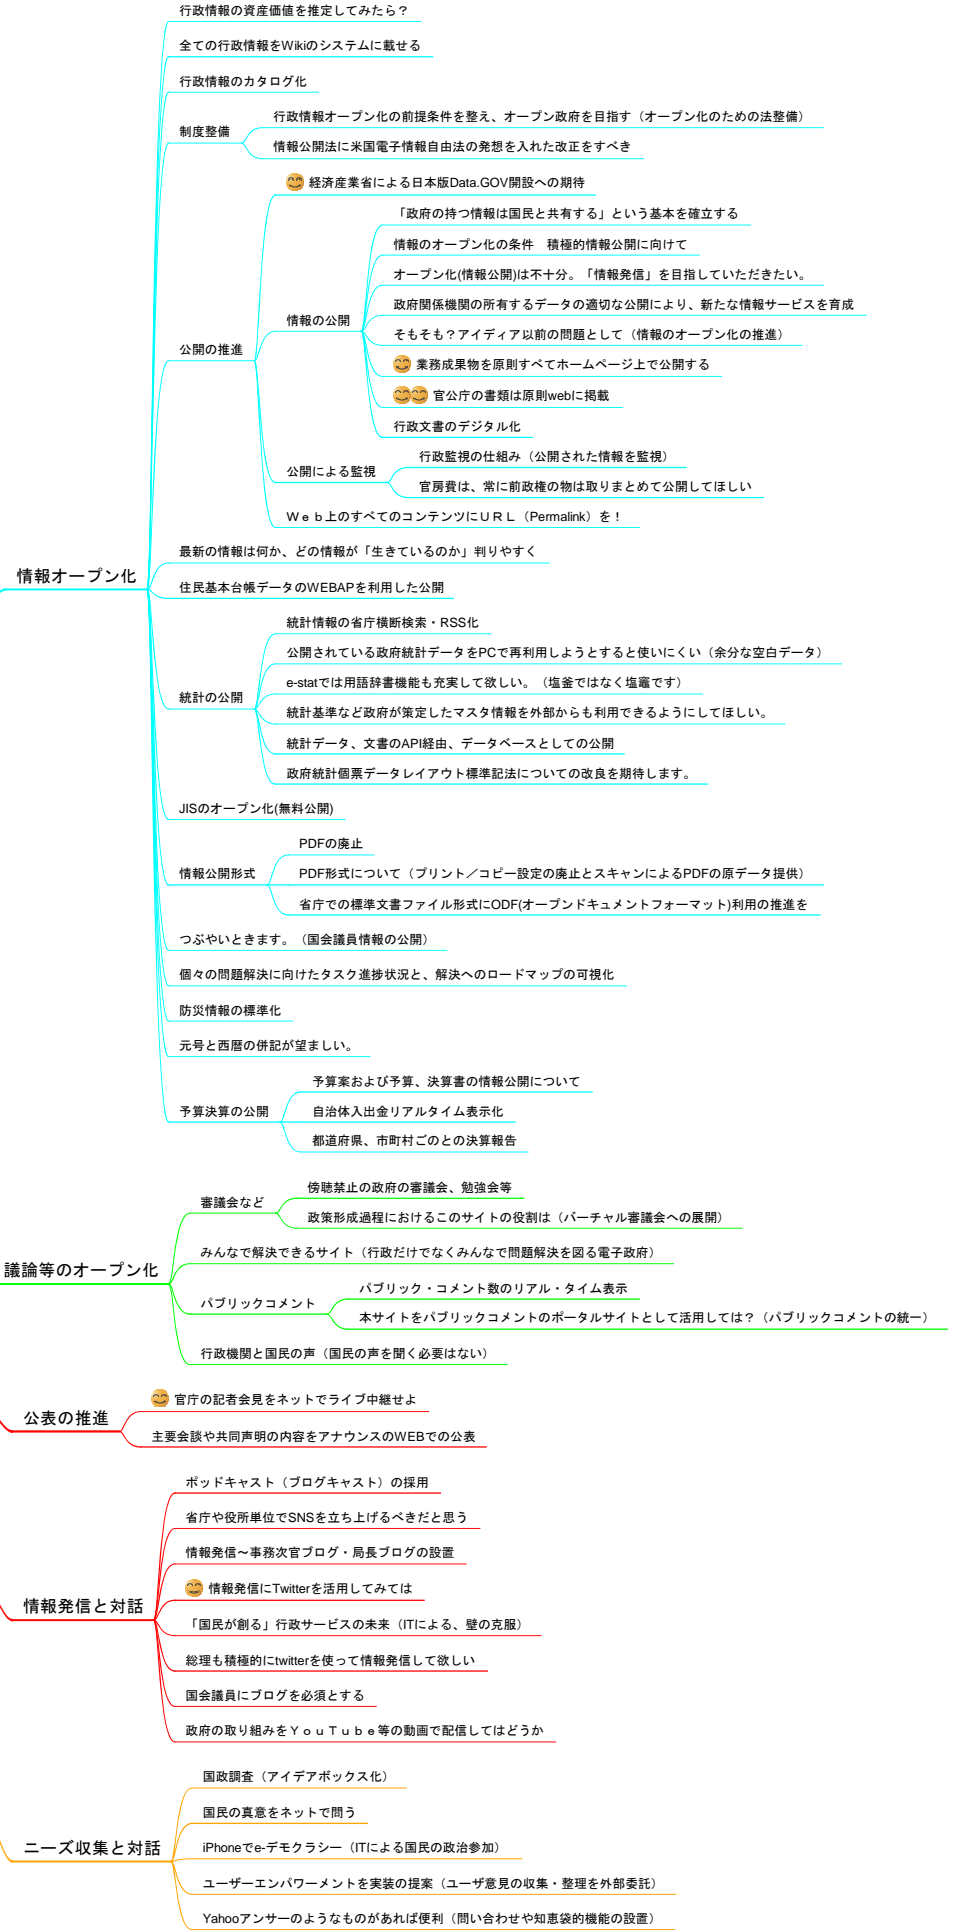 行政情報の資産価値を推定してみたら？
全ての行政情報をWikiのシステムに載せる
行政情報のカタログ化
制度整備
行政情報オープン化の前提条件を整え、オープン政府を目指す（オープン化のための法整備）
情報公開法に米国電子情報自由法の発想を入れた改正をすべき
公開の推進
経済産業省による日本版Data.GOV開設への期待
情報の公開
「政府の持つ情報は国民と共有する」という基本を確立する
情報のオープン化の条件　積極的情報公開に向けて
オープン化(情報公開)は不十分。「情報発信」を目指していただきたい。
政府関係機関の所有するデータの適切な公開により、新たな情報サービスを育成
そもそも？アイディア以前の問題として（情報のオープン化の推進）
業務成果物を原則すべてホームページ上で公開する
官公庁の書類は原則webに掲載
行政文書のデジタル化
公開による監視
行政監視の仕組み（公開された情報を監視）
官房費は、常に前政権の物は取りまとめて公開してほしい
Ｗｅｂ上のすべてのコンテンツにＵＲＬ（Permalink）を！
情報オープン化
最新の情報は何か、どの情報が「生きているのか」判りやすく
住民基本台帳データのWEBAPを利用した公開
統計の公開
統計情報の省庁横断検索・RSS化
公開されている政府統計データをPCで再利用しようとすると使いにくい（余分な空白データ）
e-statでは用語辞書機能も充実して欲しい。（塩釜ではなく塩竈です）
統計基準など政府が策定したマスタ情報を外部からも利用できるようにしてほしい。
統計データ、文書のAPI経由、データベースとしての公開
政府統計個票データレイアウト標準記法についての改良を期待します。
JISのオープン化(無料公開)
情報公開形式
PDFの廃止
PDF形式について（プリント／コピー設定の廃止とスキャンによるPDFの原データ提供）
省庁での標準文書ファイル形式にODF(オープンドキュメントフォーマット)利用の推進を
つぶやいときます。（国会議員情報の公開）
個々の問題解決に向けたタスク進捗状況と、解決へのロードマップの可視化
防災情報の標準化
元号と西暦の併記が望ましい。
予算決算の公開
予算案および予算、決算書の情報公開について
自治体入出金リアルタイム表示化
都道府県、市町村ごのとの決算報告
議論等のオープン化
審議会など
傍聴禁止の政府の審議会、勉強会等
政策形成過程におけるこのサイトの役割は（バーチャル審議会への展開）
みんなで解決できるサイト（行政だけでなくみんなで問題解決を図る電子政府）
パブリックコメント
パブリック・コメント数のリアル・タイム表示
本サイトをパブリックコメントのポータルサイトとして活用しては？（パブリックコメントの統一）
行政機関と国民の声（国民の声を聞く必要はない）
公表の推進
官庁の記者会見をネットでライブ中継せよ
主要会談や共同声明の内容をアナウンスのWEBでの公表
情報発信と対話
ポッドキャスト（ブログキャスト）の採用
省庁や役所単位でSNSを立ち上げるべきだと思う
情報発信～事務次官ブログ・局長ブログの設置
情報発信にTwitterを活用してみては
「国民が創る」行政サービスの未来（ITによる、壁の克服）
総理も積極的にtwitterを使って情報発信して欲しい
国会議員にブログを必須とする
政府の取り組みをＹｏｕＴｕｂｅ等の動画で配信してはどうか
ニーズ収集と対話
国政調査（アイデアボックス化）
国民の真意をネットで問う
iPhoneでe-デモクラシー（ITによる国民の政治参加）
ユーザーエンパワーメントを実装の提案（ユーザ意見の収集・整理を外部委託）
Yahooアンサーのようなものがあれば便利（問い合わせや知恵袋的機能の設置）